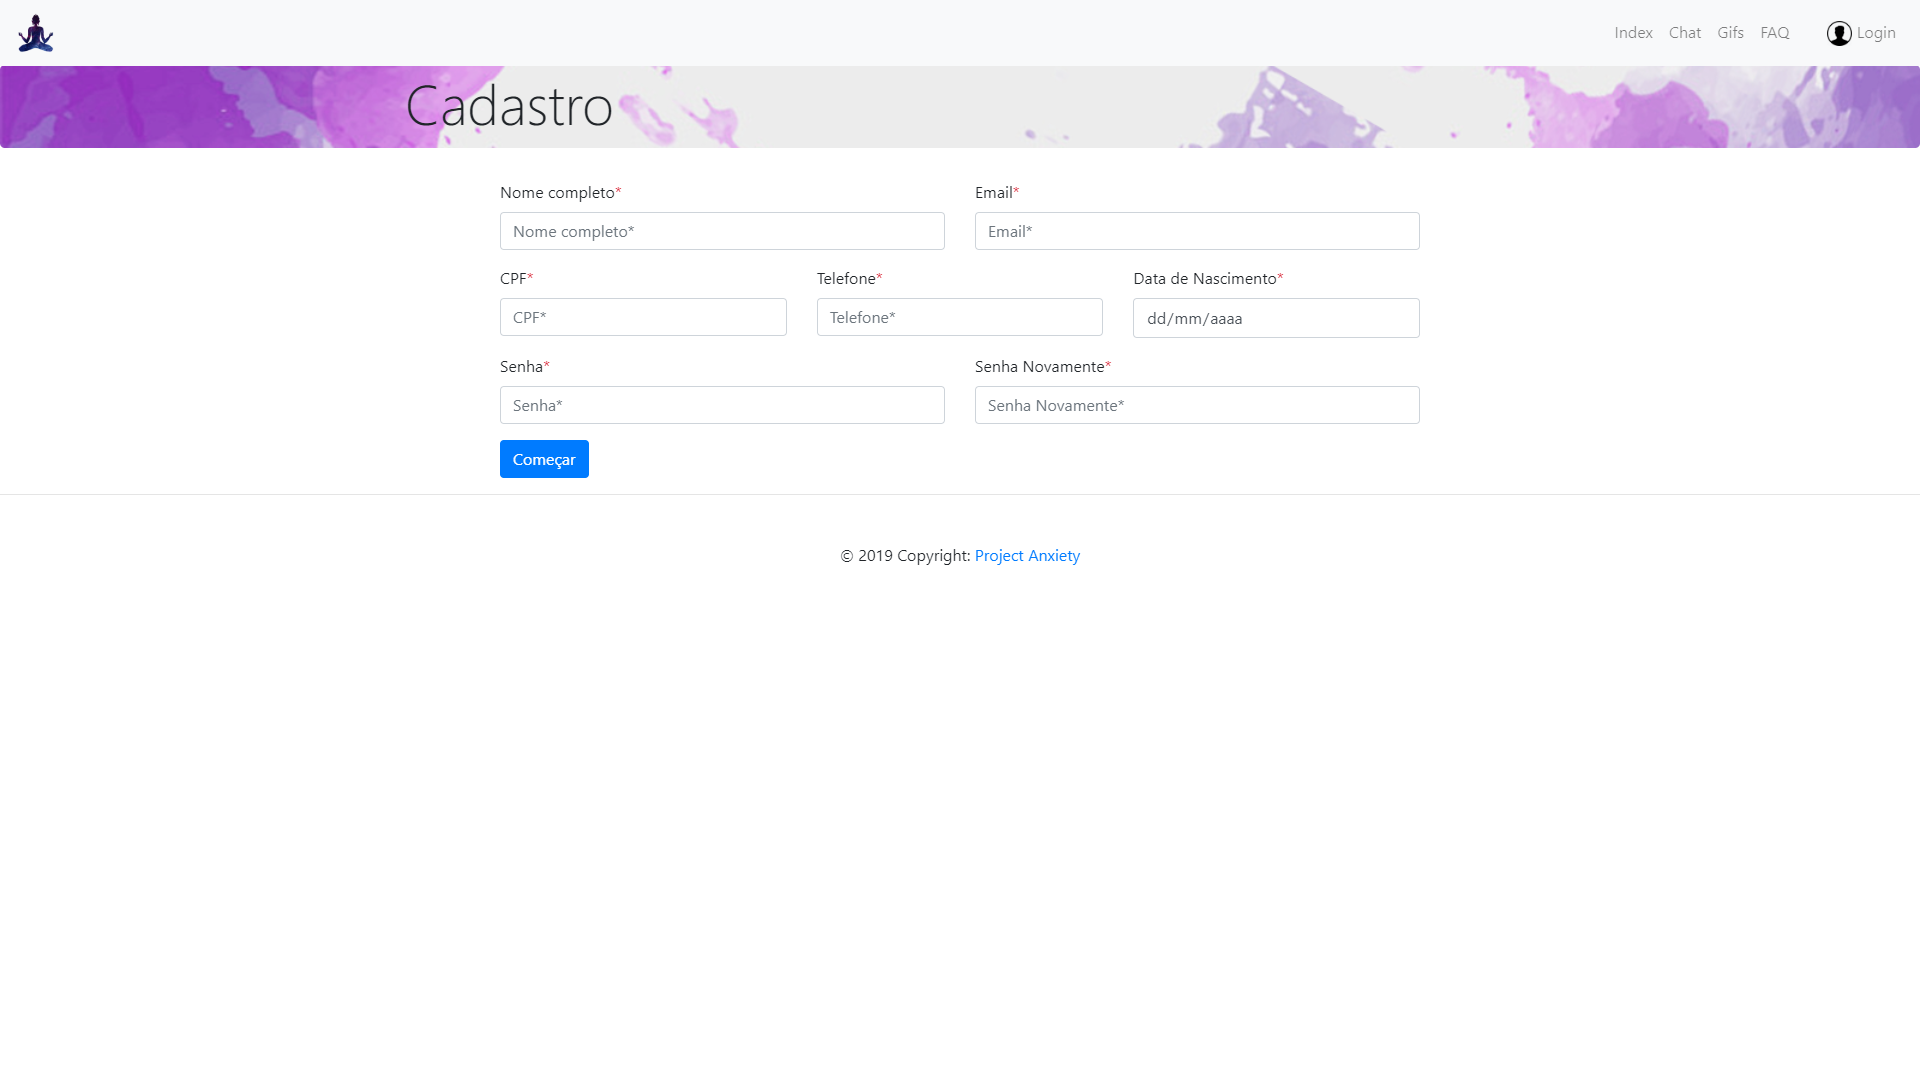 Index Chat Gifs FAQ Login
Cadastro
Nome completo* Email*
Nome completo* Email*
CPF* Telefone* Data de Nascimento*
CPF* Telefone* dd/mm/aaaa
Senha* Senha Novamente*
Senha* Senha Novamente*
Começar
© 2019 Copyright: Project Anxiety